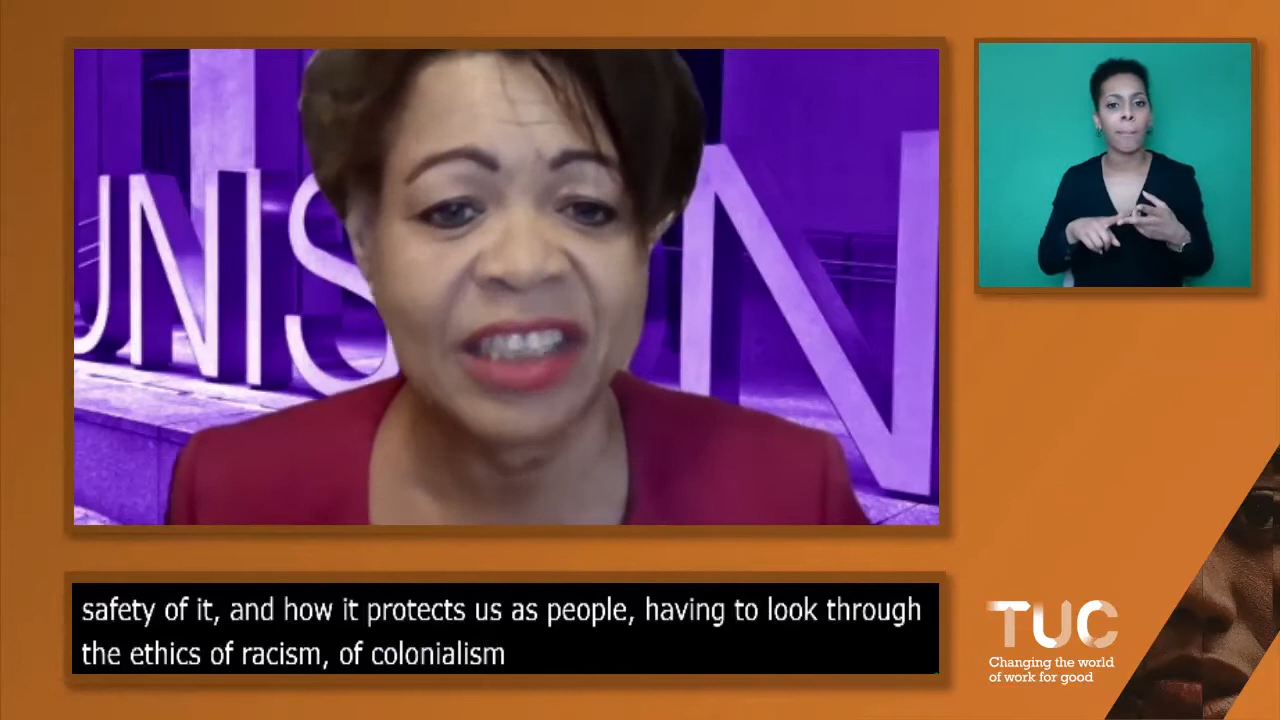 UNISON
safety of it, and how it protects us as people, having to look through
the ethics of racism, of colonialism
TUC
Changing the world
of work for good